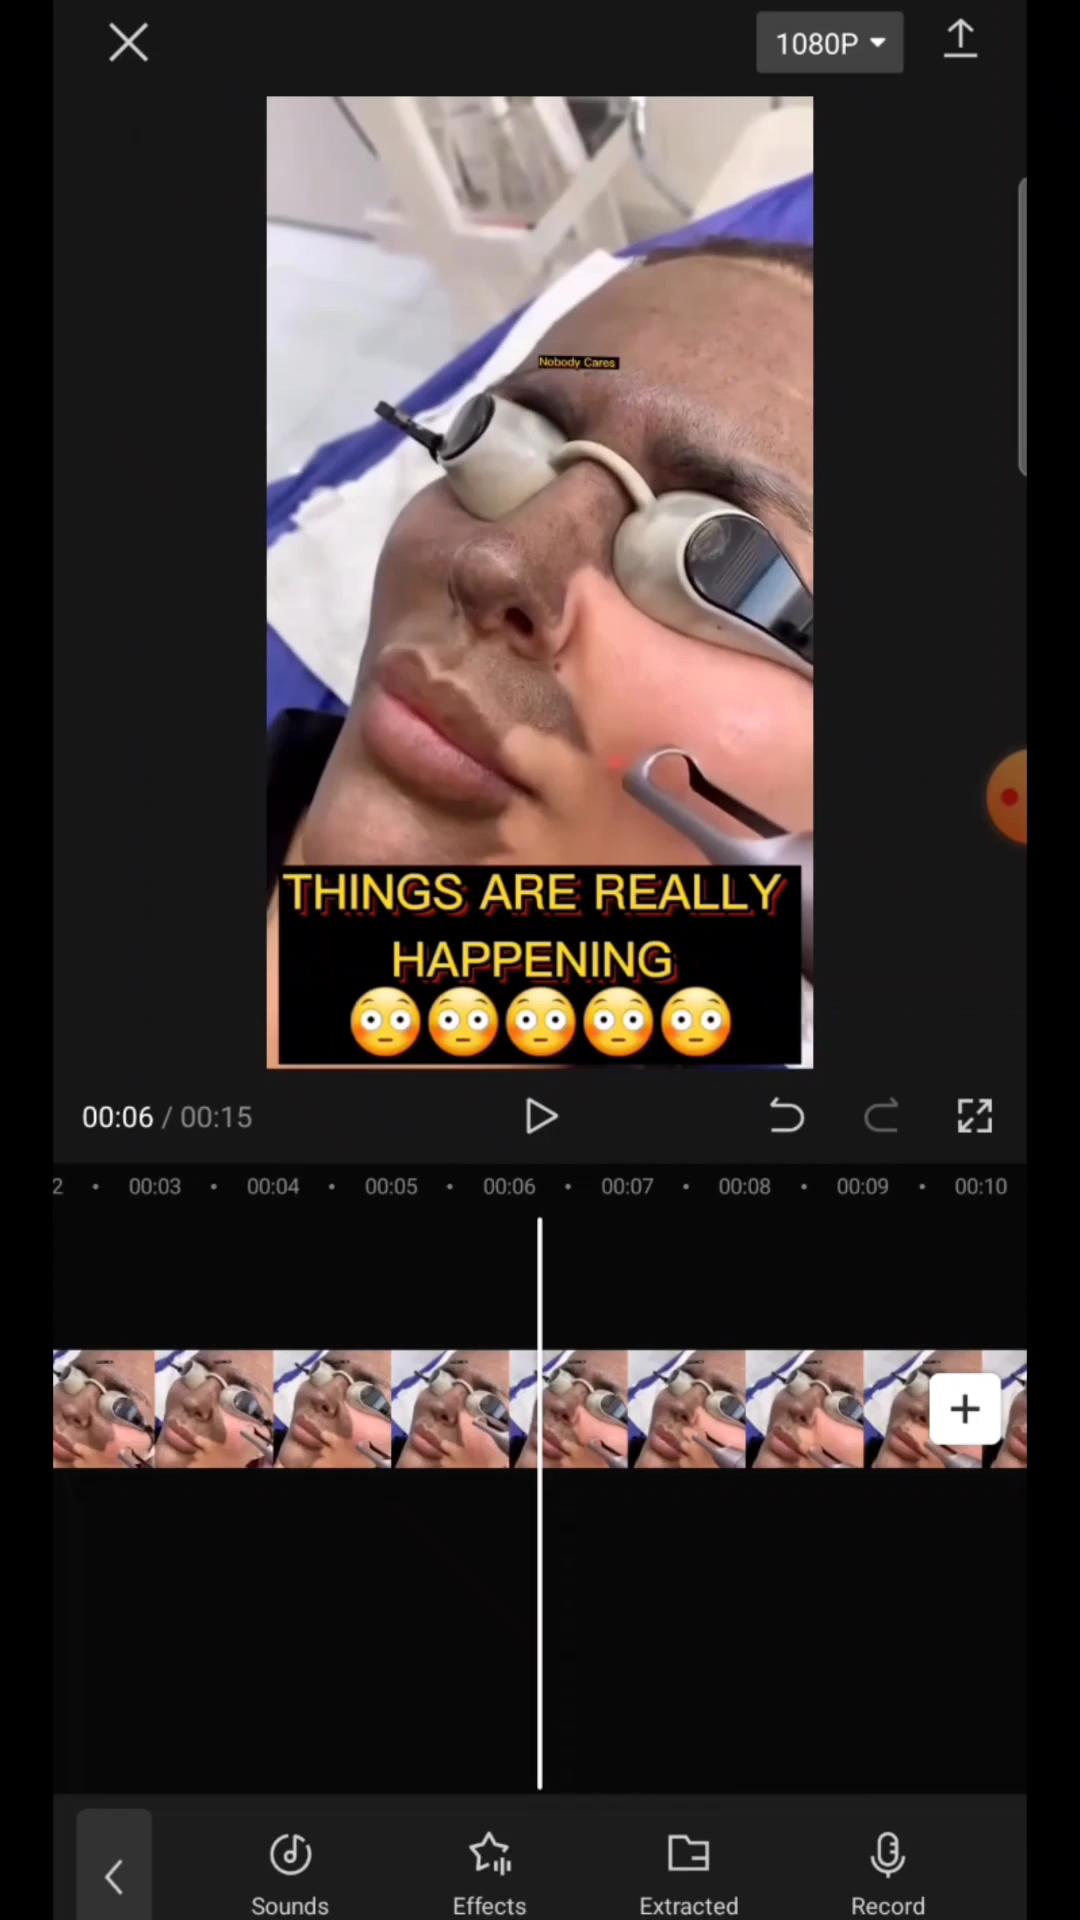 1080P
Nobody Cares
THINGS ARE REALLY
HAPPENING
😳😳😳😳😳
00:06 / 00:15
2 00:03 00:04 00:05 00:06 00:07 00:08 00:09 00:10
Sounds Effects Extracted Record